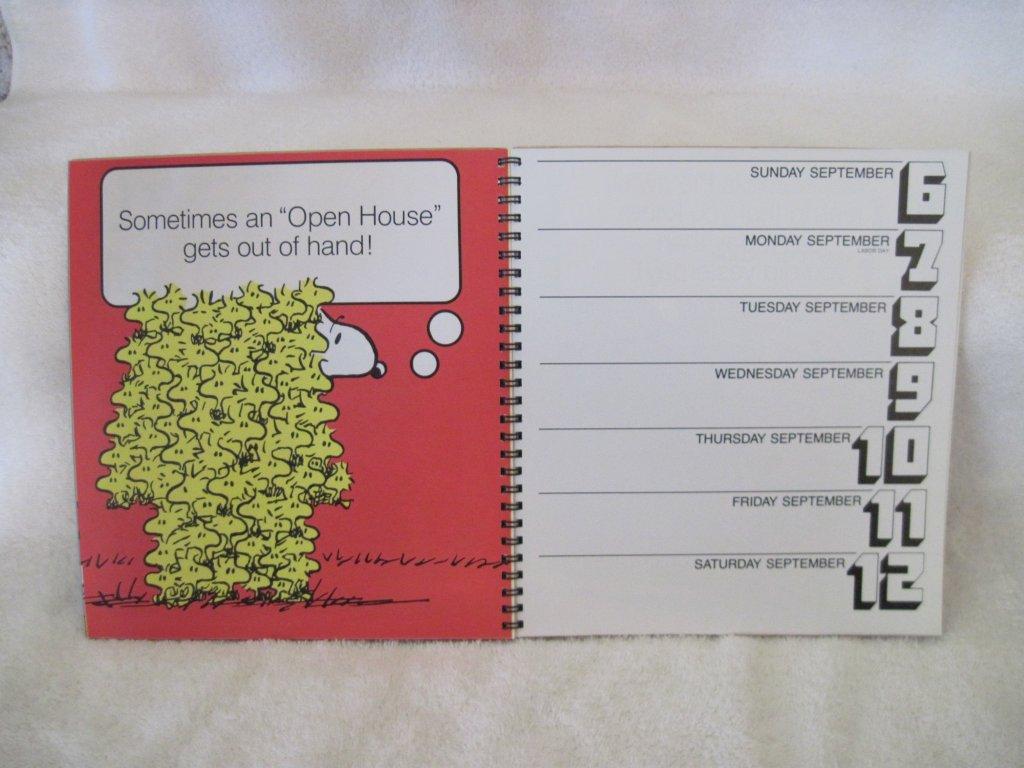 Sometimes an “Open House”
gets out of hand!
SUNDAY SEPTEMBER 6
MONDAY SEPTEMBER 7
LABOR DAY
TUESDAY SEPTEMBER 8
WEDNESDAY SEPTEMBER 9
THURSDAY SEPTEMBER 10
FRIDAY SEPTEMBER 11
SATURDAY SEPTEMBER 12